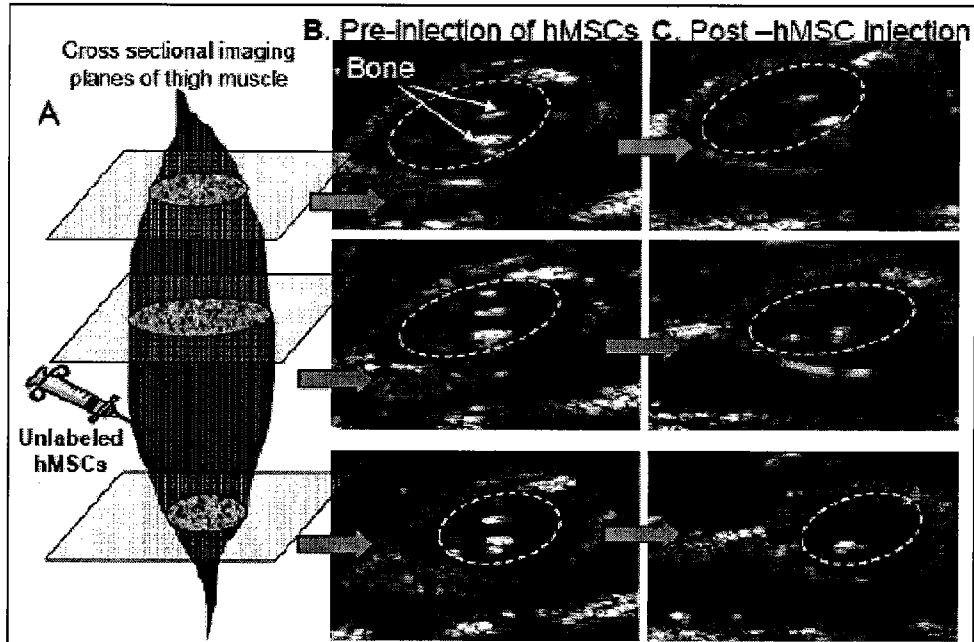 B. Pre-injection of hMSCs
C. Post –hMSC Injection
Cross sectional imaging
planes of thigh muscle
A
Bone
Unlabeled
hMSCs